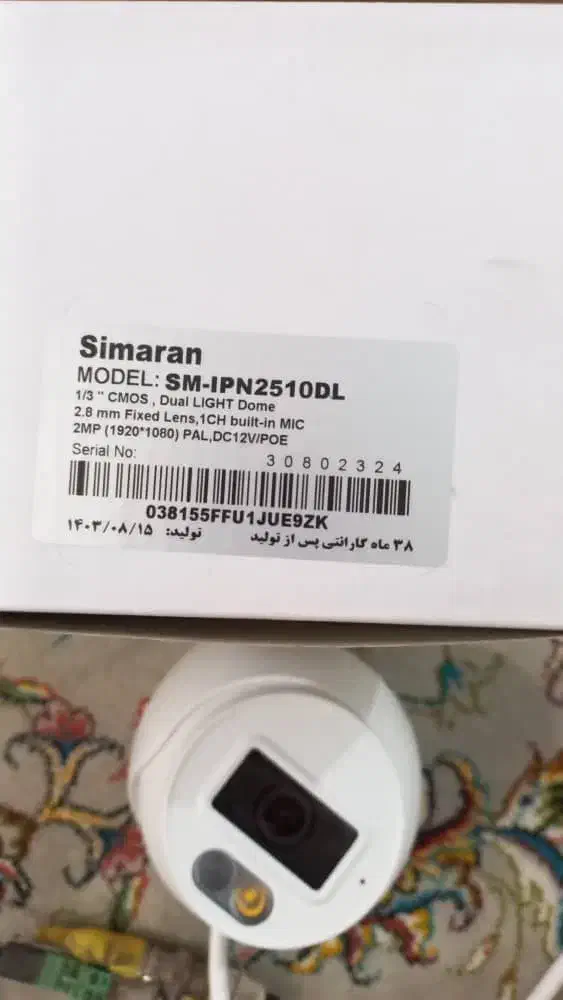 Simaran
MODEL: SM-IPN2510DL
1/3 " CMOS , Dual LIGHT Dome
2.8 mm Fixed Lens,1CH built-in MIC
2MP (1920*1080) PAL,DC12V/POE
Serial No: 30802324
038155FFU1JUE9ZK
۳۸ ماه گارانتی پس از تولید تولید: ۱۴۰۳/۰۸/۱۵